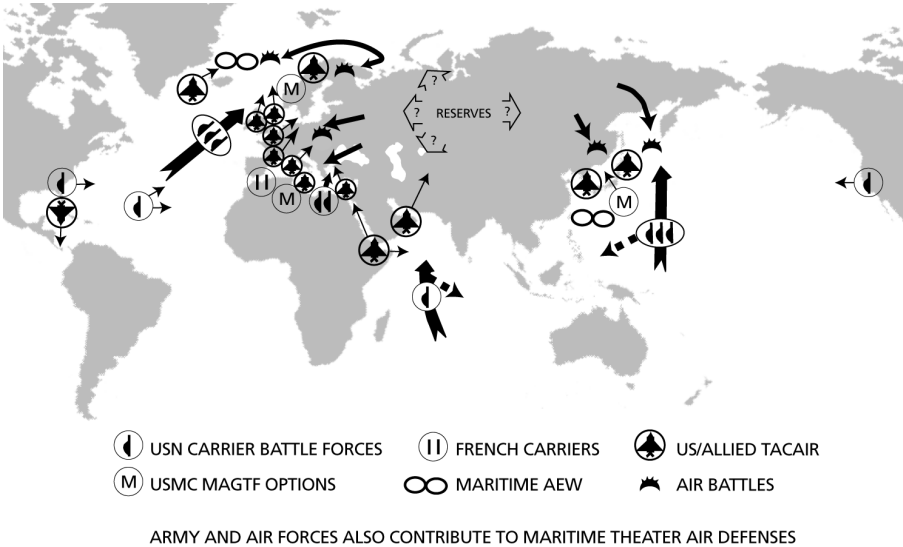 ?
M
?
RESERVES
?
?
M
M
USN CARRIER BATTLE FORCES
FRENCH CARRIERS
US/ALLIED TACAIR
M
USMC MAGTF OPTIONS
MARITIME AEW
AIR BATTLES
ARMY AND AIR FORCES ALSO CONTRIBUTE TO MARITIME THEATER AIR DEFENSES